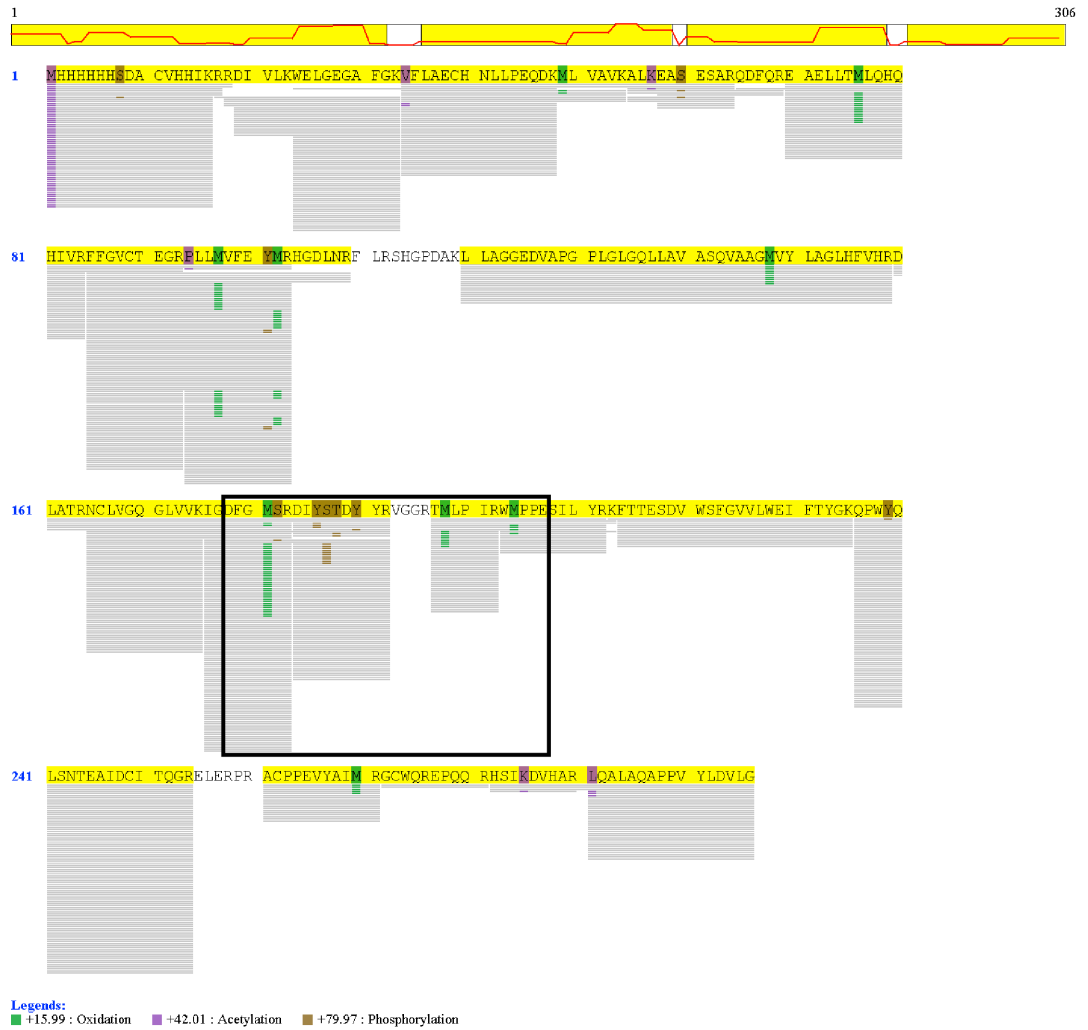 1 306
1 MHHHHHHSDA CVHHIKRRDI VLKWELGEGA FGKVFLAECH NLLPEQDKML VAVKALKEAS ESARQDFQRE AELLTMLQHQ
81 HIVRFFGVCT EGRPLLMVFE YMRHGDLNRF LRSHGPDAKL LAGGEDVAPG PLGLGQLLAV ASQVAAGMVY LAGLHFVHRD
161 LATRNCLVGQ GLVVKIGDFG MSRDIYSTDY YRVGGRTMLP IRWMPPESIL YRKFTTESDV WSFGVVLWEI FTYGKQPWYQ
241 LSNTEAIDCI TQGRELERPR ACPPEVYAIM RGCWQREPQQ RHSIKDVHAR LQALAQAPPV YLDVLG
Legends:
+15.99 : Oxidation +42.01 : Acetylation +79.97 : Phosphorylation